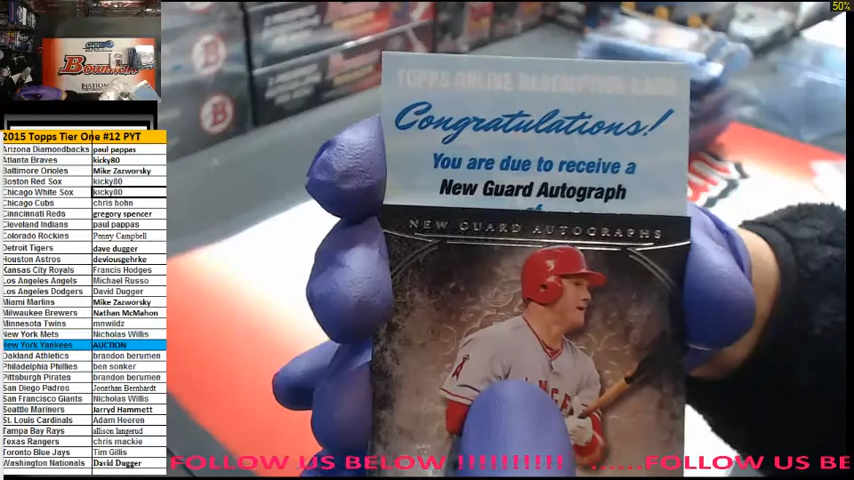 50%
Bowman
NATIONAL
2015 Topps Tier One #12 PYT
Arizona Diamondbacks paul pappas
Atlanta Braves kicky80
Baltimore Orioles Mike Zazworsky
Boston Red Sox kicky80
Chicago White Sox kicky80
Chicago Cubs chris hohn
Cincinnati Reds gregory spencer
Cleveland Indians paul pappas
Colorado Rockies Penny Campbell
Detroit Tigers dave dugger
Houston Astros deviousgehrke
Kansas City Royals Francis Hodges
Los Angeles Angels Michael Russo
Los Angeles Dodgers David Dugger
Miami Marlins Mike Zazworsky
Milwaukee Brewers Nathan McMahon
Minnesota Twins mnwildz
New York Mets Nicholas Willis
New York Yankees AUCTION
Oakland Athletics brandon berumen
Philadelphia Phillies ben sonker
Pittsburgh Pirates brandon berumen
San Diego Padres Jonathan Bernhardt
San Francisco Giants Nicholas Willis
Seattle Mariners Jarryd Hammett
St. Louis Cardinals Adam Heeren
Tampa Bay Rays allison langerud
Texas Rangers chris mackie
Toronto Blue Jays Tim Gillis
Washington Nationals David Dugger
TOPPS ONLINE REDEMPTION CARD
Congratulations!
You are due to receive a
New Guard Autograph
NEW GUARD AUTOGRAPHS
FOLLOW US BELOW !!!!!!!!!!! ......FOLLOW US BE